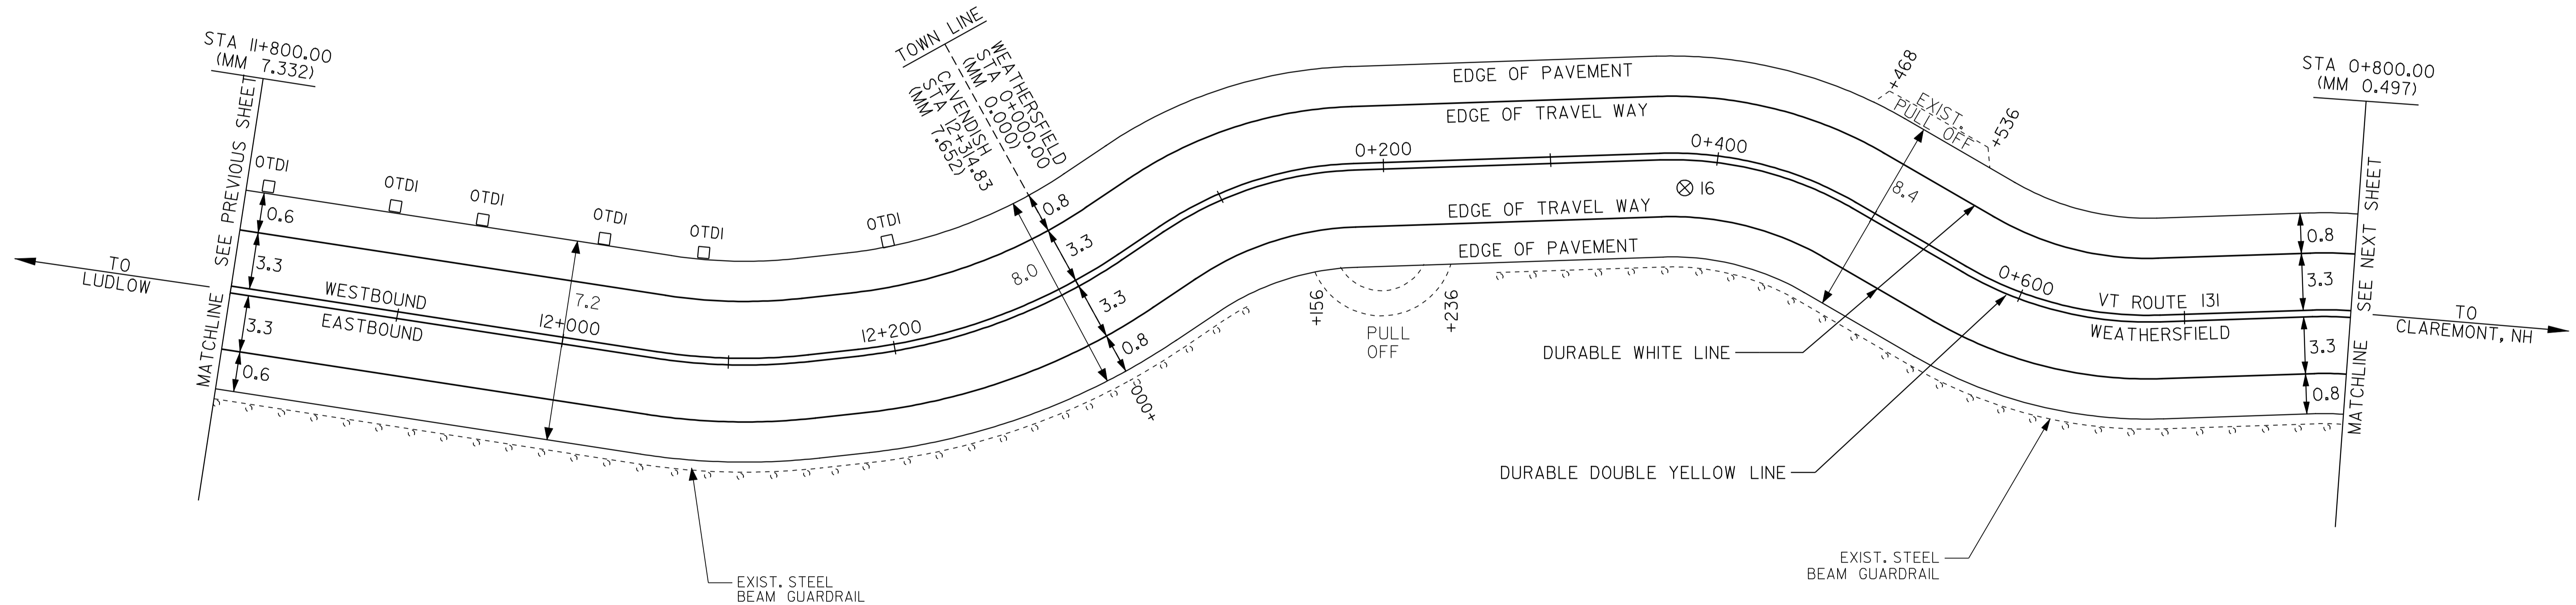 STA 11+800.00
(MM 7.332)
MATCHLINE SEE PREVIOUS SHEET
TO
LUDLOW
OTDI
OTDI
OTDI
OTDI
OTDI
OTDI
0.6
3.3
3.3
0.6
WESTBOUND
EASTBOUND
7.2
12+000
12+200
EXIST. STEEL
BEAM GUARDRAIL
TOWN LINE
WEATHERSFIELD
STA 0+000.00
(MM 0.000)
CAVENDISH
STA 12+314.83
(MM 7.652)
0.8
3.3
8.0
3.3
0.8
+000
EDGE OF PAVEMENT
EDGE OF TRAVEL WAY
0+200
0+400
16
EDGE OF TRAVEL WAY
EDGE OF PAVEMENT
+156
PULL
OFF
+236
DURABLE WHITE LINE
DURABLE DOUBLE YELLOW LINE
+468
EXIST.
PULL OFF
+536
8.4
0+600
VT ROUTE 131
WEATHERSFIELD
EXIST. STEEL
BEAM GUARDRAIL
STA 0+800.00
(MM 0.497)
0.8
3.3
3.3
0.8
MATCHLINE SEE NEXT SHEET
TO
CLAREMONT, NH